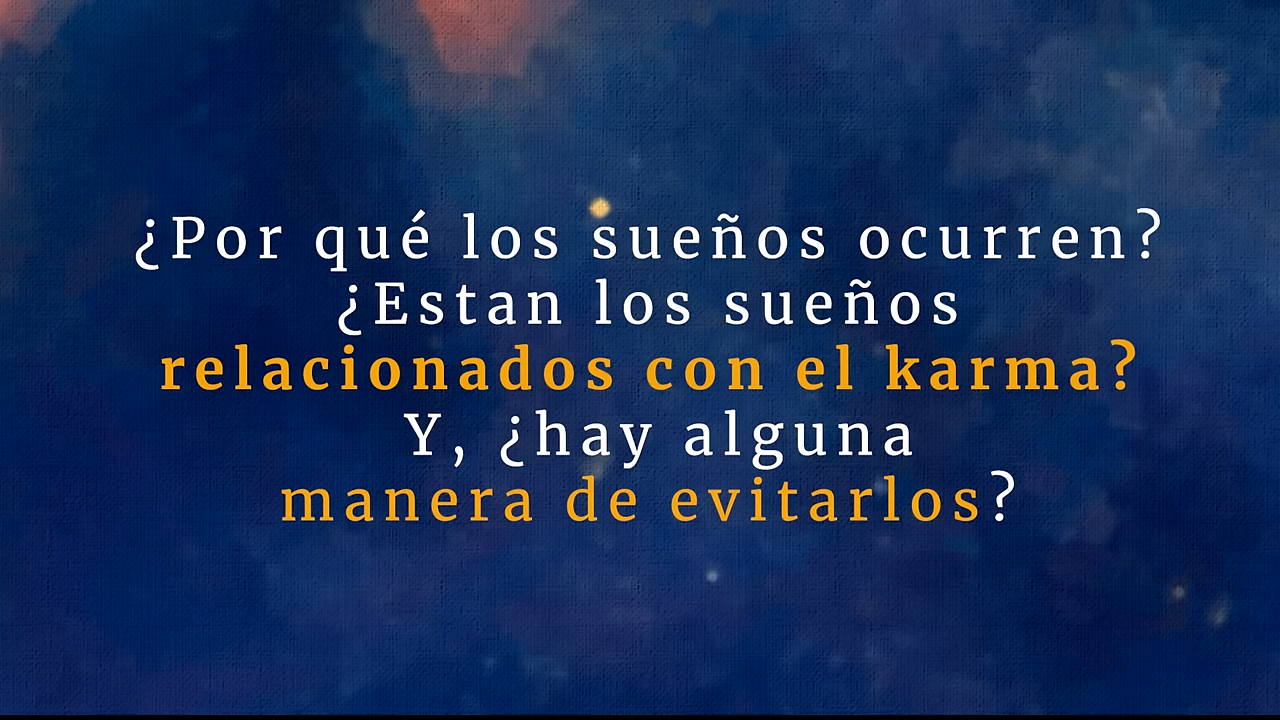 ¿Por qué los sueños ocurren?
¿Estan los sueños
relacionados con el karma?
Y, ¿hay alguna
manera de evitarlos?